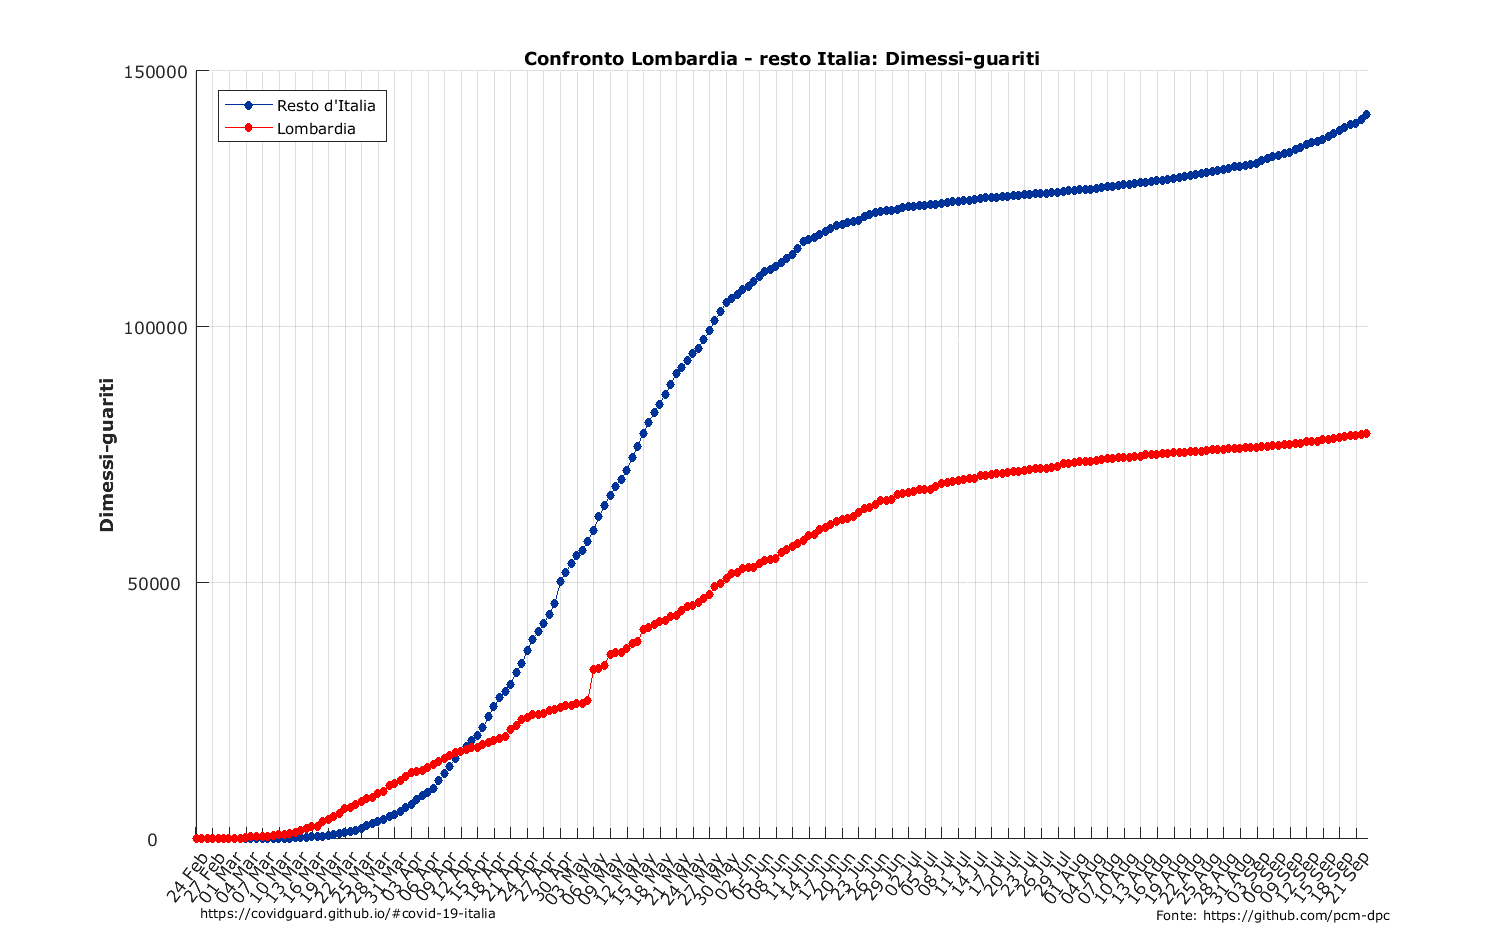 Confronto Lombardia - resto Italia: Dimessi-guariti
150000
100000
50000
0
Dimessi-guariti
Resto d'Italia
Lombardia
24 Feb
27 Feb
01 Mar
04 Mar
07 Mar
10 Mar
13 Mar
16 Mar
19 Mar
22 Mar
25 Mar
28 Mar
31 Mar
03 Apr
06 Apr
09 Apr
12 Apr
15 Apr
18 Apr
21 Apr
24 Apr
27 Apr
30 Apr
03 May
06 May
09 May
12 May
15 May
18 May
21 May
24 May
27 May
30 May
02 Jun
05 Jun
08 Jun
11 Jun
14 Jun
17 Jun
20 Jun
23 Jun
26 Jun
29 Jun
02 Jul
05 Jul
08 Jul
11 Jul
14 Jul
17 Jul
20 Jul
23 Jul
26 Jul
29 Jul
01 Aug
04 Aug
07 Aug
10 Aug
13 Aug
16 Aug
19 Aug
22 Aug
25 Aug
28 Aug
31 Aug
03 Sep
06 Sep
09 Sep
12 Sep
15 Sep
18 Sep
21 Sep
https://covidguard.github.io/#covid-19-italia
Fonte: https://github.com/pcm-dpc